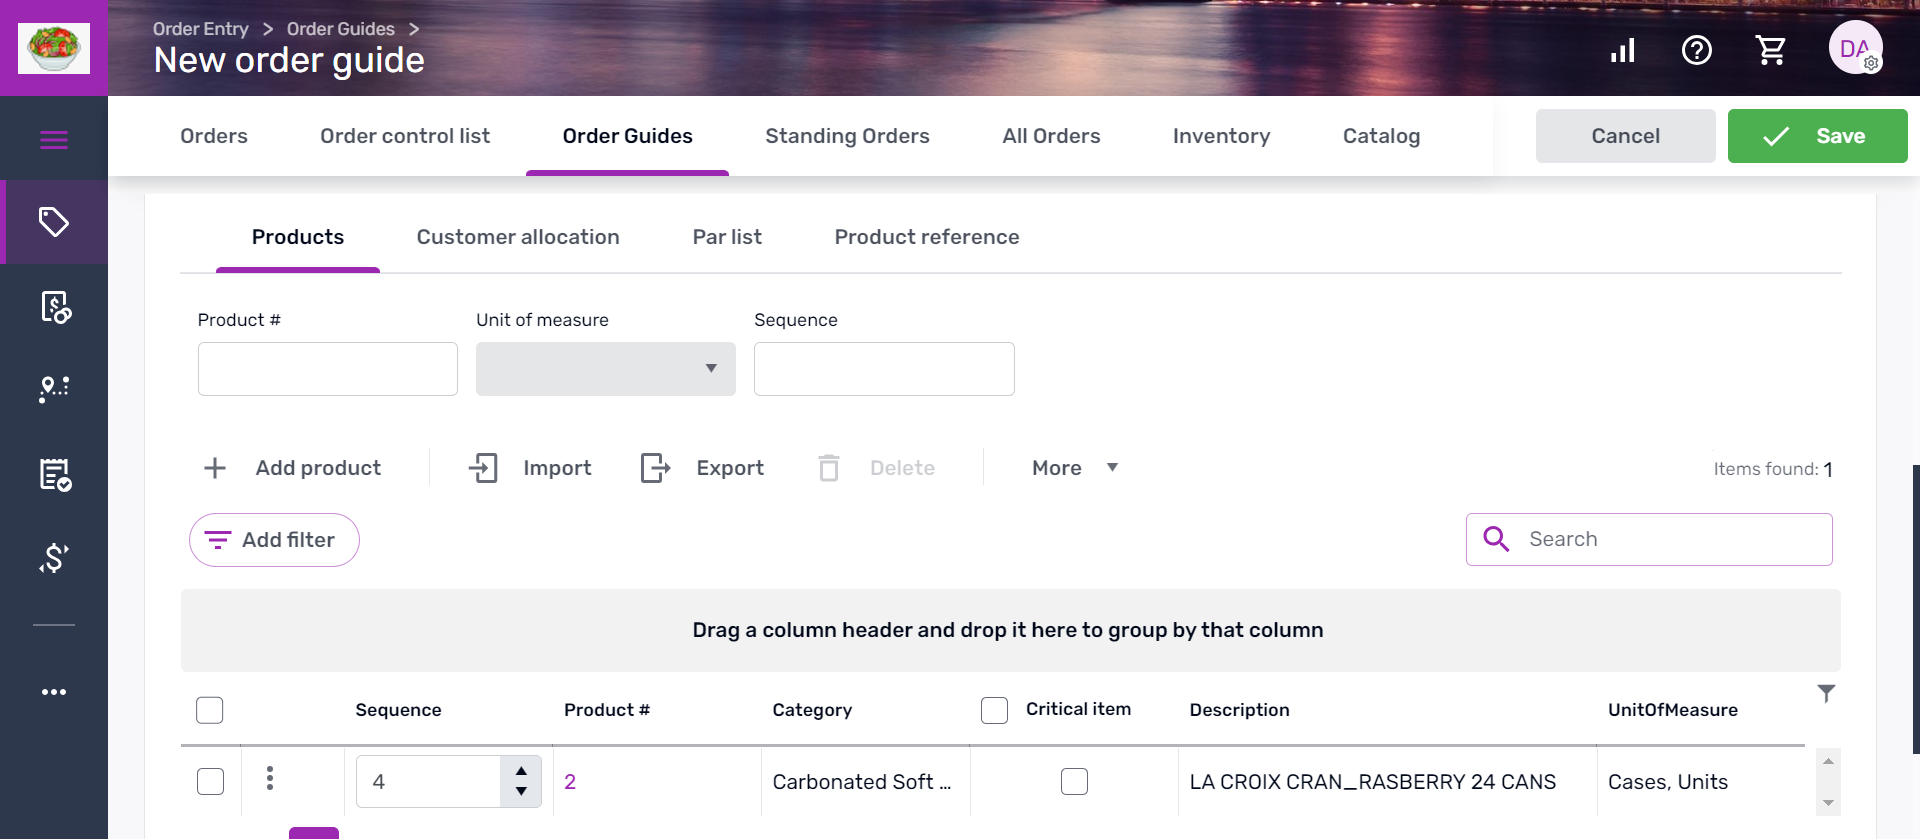 Order Entry > Order Guides >
New order guide
DA
Orders Order control list Order Guides Standing Orders All Orders Inventory Catalog Cancel Save
Products Customer allocation Par list Product reference
Product # Unit of measure Sequence
Add product Import Export Delete More Items found: 1
Add filter Search
Drag a column header and drop it here to group by that column
Sequence Product # Category Critical item Description UnitOfMeasure
4 2 Carbonated Soft ... LA CROIX CRAN_RASBERRY 24 CANS Cases, Units